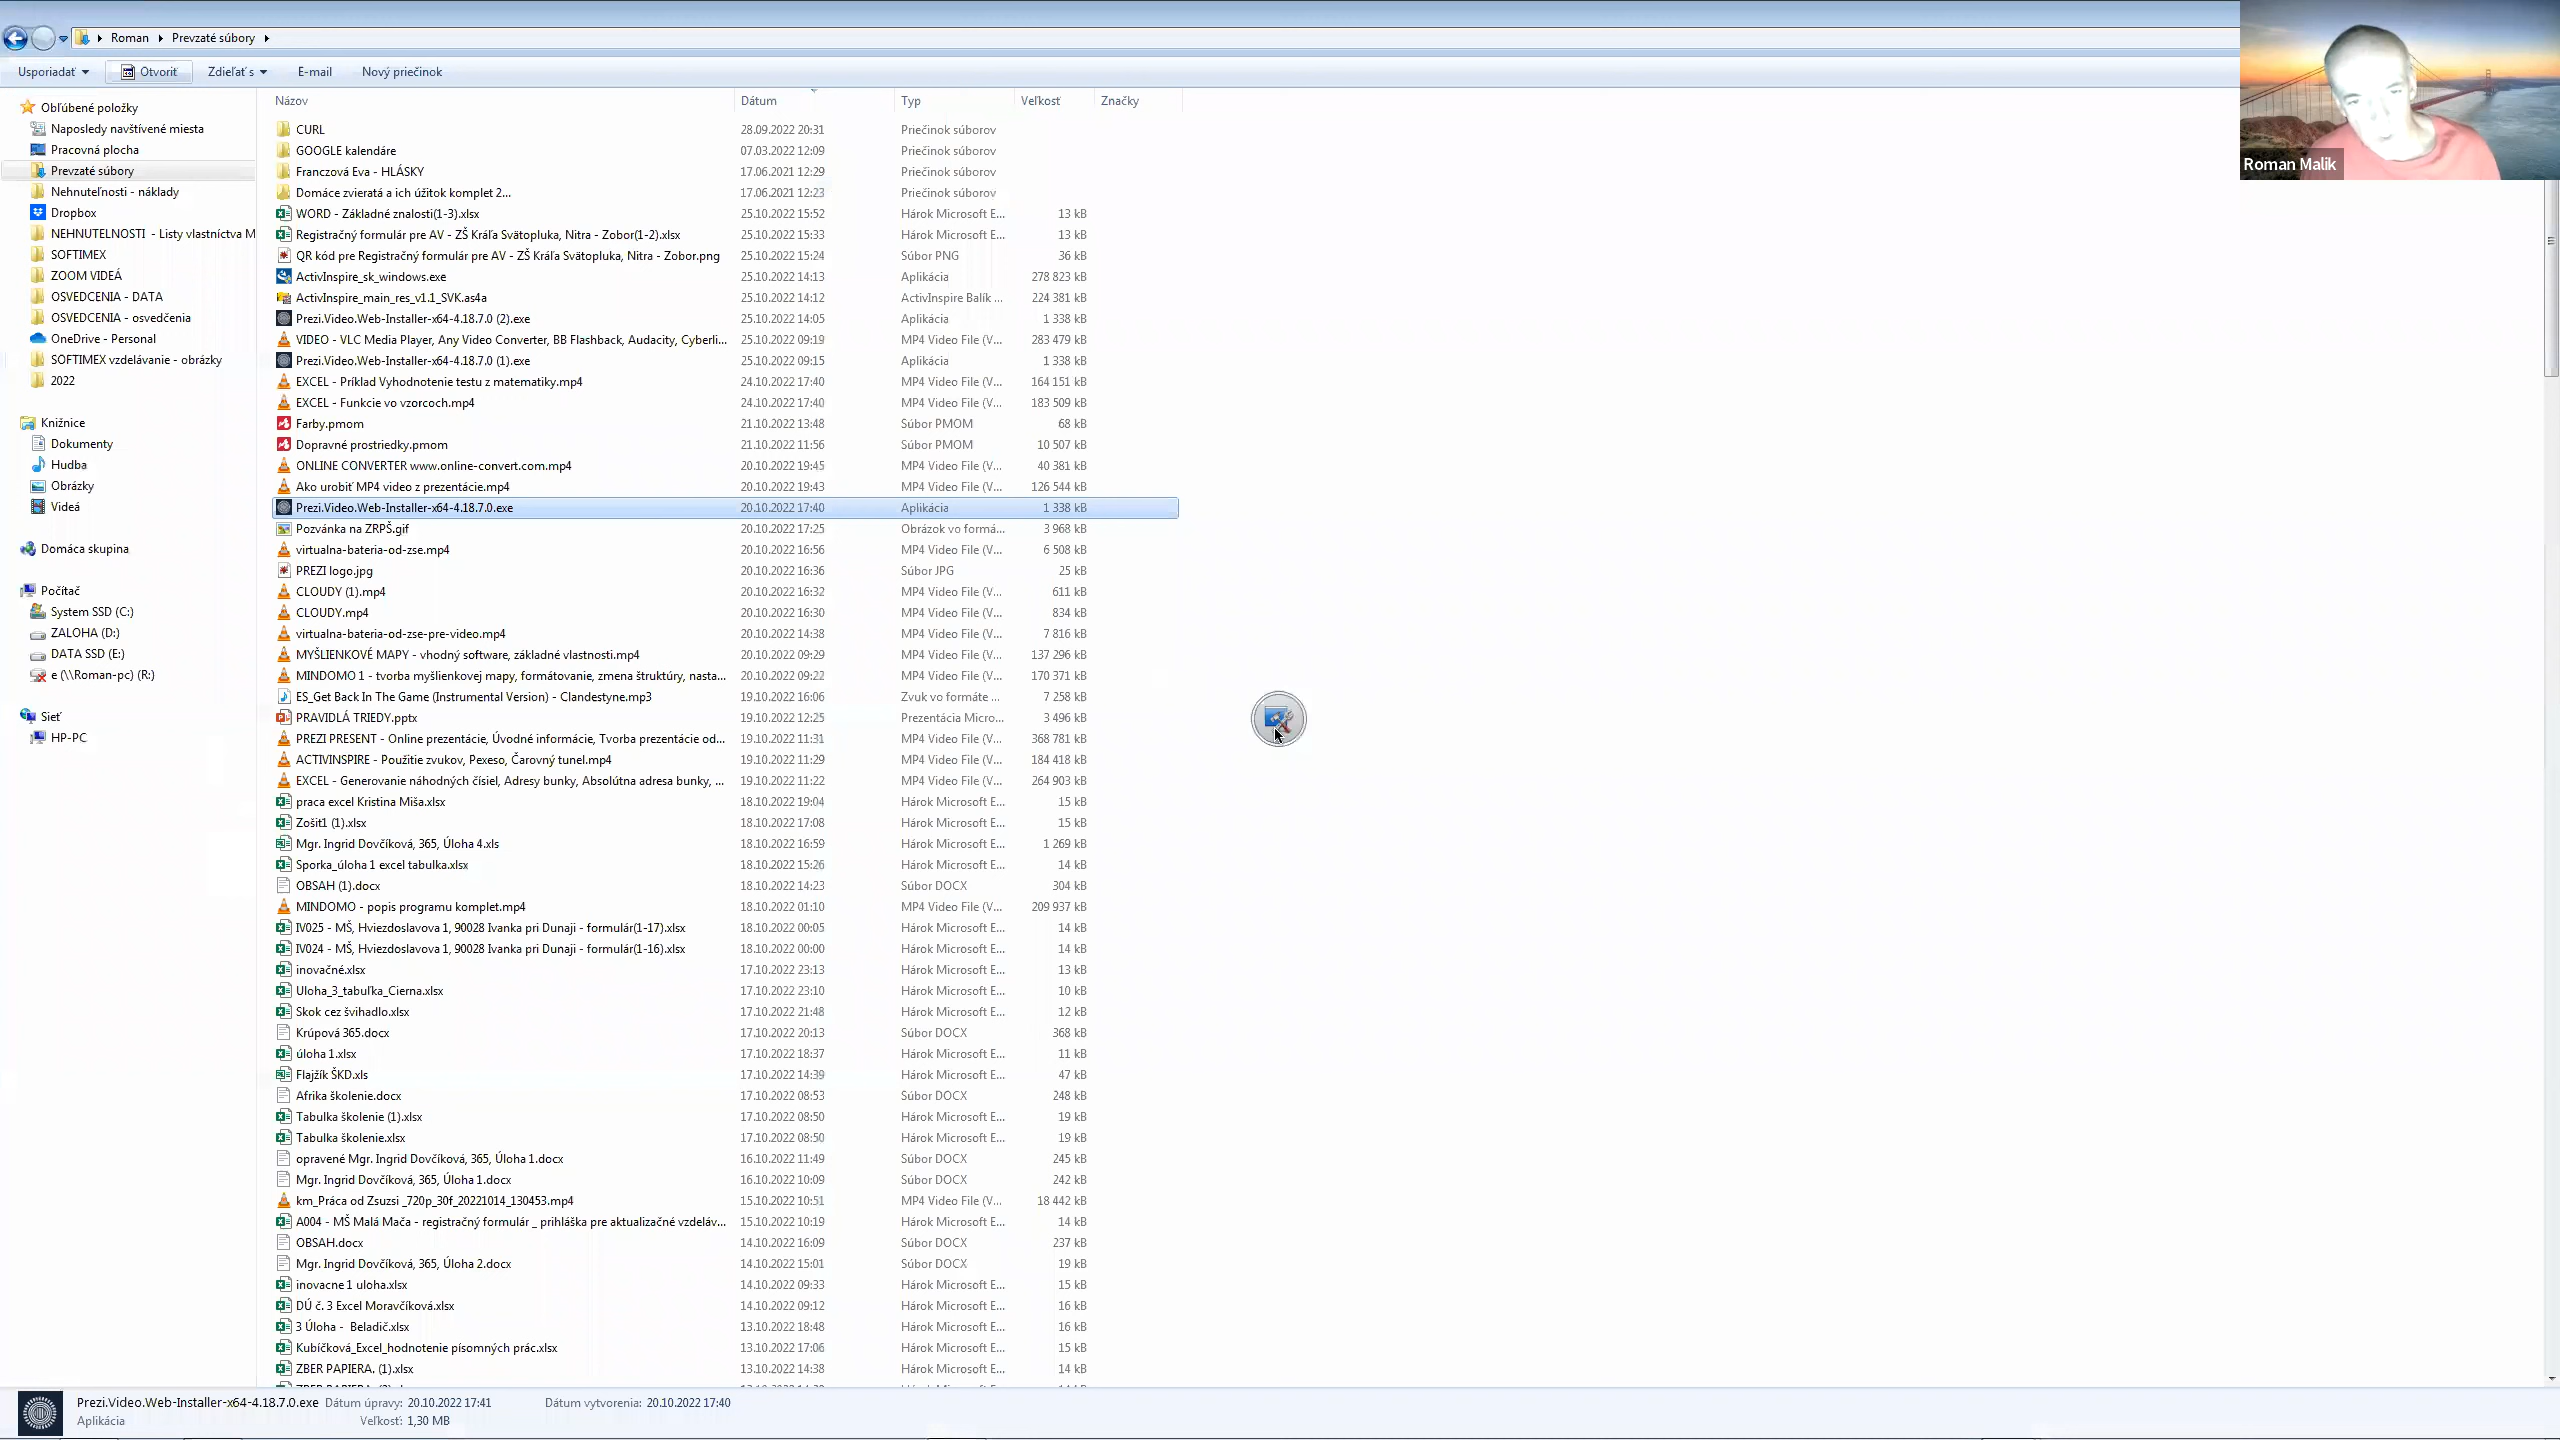 Roman Prevzaté súbory
Usporiadať Otvoriť Zdieľať s E-mail Nový priečinok
Roman Malik
Obľúbené položky
Naposledy navštívené miesta
Pracovná plocha
Prevzaté súbory
Nehnuteľnosti - náklady
Dropbox
NEHNUTELNOSTI - Listy vlastníctva M
SOFTIMEX
ZOOM VIDEÁ
OSVEDCENIA - DATA
OSVEDCENIA - osvedčenia
OneDrive - Personal
SOFTIMEX vzdelávanie - obrázky
2022
Knižnice
Dokumenty
Hudba
Obrázky
Videá
Domáca skupina
Počítač
System SSD (C:)
ZALOHA (D:)
DATA SSD (E:)
e (\\Roman-pc) (R:)
Sieť
HP-PC
Názov Dátum Typ Veľkosť Značky
CURL 28.09.2022 20:31 Priečinok súborov
GOOGLE kalendáre 07.03.2022 12:09 Priečinok súborov
Franczová Eva - HLÁSKY 17.06.2021 12:29 Priečinok súborov
Domáce zvieratá a ich úžitok komplet 2... 17.06.2021 12:23 Priečinok súborov
WORD - Základné znalosti(1-3).xlsx 25.10.2022 15:52 Hárok Microsoft E... 13 kB
Registračný formulár pre AV - ZŠ Kráľa Svätopluka, Nitra - Zobor(1-2).xlsx 25.10.2022 15:33 Hárok Microsoft E... 13 kB
QR kód pre Registračný formulár pre AV - ZŠ Kráľa Svätopluka, Nitra - Zobor.png 25.10.2022 15:24 Súbor PNG 36 kB
ActivInspire_sk_windows.exe 25.10.2022 14:13 Aplikácia 278 823 kB
ActivInspire_main_res_v1.1_SVK.as4a 25.10.2022 14:12 ActivInspire Balík ... 224 381 kB
Prezi.Video.Web-Installer-x64-4.18.7.0 (2).exe 25.10.2022 14:05 Aplikácia 1 338 kB
VIDEO - VLC Media Player, Any Video Converter, BB Flashback, Audacity, Cyberli... 25.10.2022 09:19 MP4 Video File (V... 283 479 kB
Prezi.Video.Web-Installer-x64-4.18.7.0 (1).exe 25.10.2022 09:15 Aplikácia 1 338 kB
EXCEL - Príklad Vyhodnotenie testu z matematiky.mp4 24.10.2022 17:40 MP4 Video File (V... 164 151 kB
EXCEL - Funkcie vo vzorcoch.mp4 24.10.2022 17:40 MP4 Video File (V... 183 509 kB
Farby.pmom 21.10.2022 13:48 Súbor PMOM 68 kB
Dopravné prostriedky.pmom 21.10.2022 11:56 Súbor PMOM 10 507 kB
ONLINE CONVERTER www.online-convert.com.mp4 20.10.2022 19:45 MP4 Video File (V... 40 381 kB
Ako urobiť MP4 video z prezentácie.mp4 20.10.2022 19:43 MP4 Video File (V... 126 544 kB
Prezi.Video.Web-Installer-x64-4.18.7.0.exe 20.10.2022 17:40 Aplikácia 1 338 kB
Pozvánka na ZRPŠ.gif 20.10.2022 17:25 Obrázok vo formá... 3 968 kB
virtualna-bateria-od-zse.mp4 20.10.2022 16:56 MP4 Video File (V... 6 508 kB
PREZI logo.jpg 20.10.2022 16:36 Súbor JPG 25 kB
CLOUDY (1).mp4 20.10.2022 16:32 MP4 Video File (V... 611 kB
CLOUDY.mp4 20.10.2022 16:30 MP4 Video File (V... 834 kB
virtualna-bateria-od-zse-pre-video.mp4 20.10.2022 14:38 MP4 Video File (V... 7 816 kB
MYŠLIENKOVÉ MAPY - vhodný software, základné vlastnosti.mp4 20.10.2022 09:29 MP4 Video File (V... 137 296 kB
MINDOMO 1 - tvorba myšlienkovej mapy, formátovanie, zmena štruktúry, nasta... 20.10.2022 09:22 MP4 Video File (V... 170 371 kB
ES_Get Back In The Game (Instrumental Version) - Clandestyne.mp3 19.10.2022 16:06 Zvuk vo formáte ... 7 258 kB
PRAVIDLÁ TRIEDY.pptx 19.10.2022 12:25 Prezentácia Micro... 3 496 kB
PREZI PRESENT - Online prezentácie, Úvodné informácie, Tvorba prezentácie od... 19.10.2022 11:31 MP4 Video File (V... 368 781 kB
ACTIVINSPIRE - Použitie zvukov, Pexeso, Čarovný tunel.mp4 19.10.2022 11:29 MP4 Video File (V... 184 418 kB
EXCEL - Generovanie náhodných čísiel, Adresy bunky, Absolútna adresa bunky, ... 19.10.2022 11:22 MP4 Video File (V... 264 903 kB
praca excel Kristina Miša.xlsx 18.10.2022 19:04 Hárok Microsoft E... 15 kB
Zošit1 (1).xlsx 18.10.2022 17:08 Hárok Microsoft E... 15 kB
Mgr. Ingrid Dovčíková, 365, Úloha 4.xls 18.10.2022 16:59 Hárok Microsoft E... 1 269 kB
Sporka_úloha 1 excel tabulka.xlsx 18.10.2022 15:26 Hárok Microsoft E... 14 kB
OBSAH (1).docx 18.10.2022 14:23 Súbor DOCX 304 kB
MINDOMO - popis programu komplet.mp4 18.10.2022 01:10 MP4 Video File (V... 209 937 kB
IV025 - MŠ, Hviezdoslavova 1, 90028 Ivanka pri Dunaji - formulár(1-17).xlsx 18.10.2022 00:05 Hárok Microsoft E... 14 kB
IV024 - MŠ, Hviezdoslavova 1, 90028 Ivanka pri Dunaji - formulár(1-16).xlsx 18.10.2022 00:00 Hárok Microsoft E... 14 kB
inovačné.xlsx 17.10.2022 23:13 Hárok Microsoft E... 13 kB
Uloha_3_tabuľka_Cierna.xlsx 17.10.2022 23:10 Hárok Microsoft E... 10 kB
Skok cez švihadlo.xlsx 17.10.2022 21:48 Hárok Microsoft E... 12 kB
Krúpová 365.docx 17.10.2022 20:13 Súbor DOCX 368 kB
úloha 1.xlsx 17.10.2022 18:37 Hárok Microsoft E... 11 kB
Flajžík ŠKD.xls 17.10.2022 14:39 Hárok Microsoft E... 47 kB
Afrika školenie.docx 17.10.2022 08:53 Súbor DOCX 248 kB
Tabulka školenie (1).xlsx 17.10.2022 08:50 Hárok Microsoft E... 19 kB
Tabulka školenie.xlsx 17.10.2022 08:50 Hárok Microsoft E... 19 kB
opravené Mgr. Ingrid Dovčíková, 365, Úloha 1.docx 16.10.2022 11:49 Súbor DOCX 245 kB
Mgr. Ingrid Dovčíková, 365, Úloha 1.docx 16.10.2022 10:09 Súbor DOCX 242 kB
km_Práca od Zsuzsi _720p_30f_20221014_130453.mp4 15.10.2022 10:51 MP4 Video File (V... 18 442 kB
A004 - MŠ Malá Mača - registračný formulár _ prihláška pre aktualizačné vzdeláv... 15.10.2022 10:19 Hárok Microsoft E... 14 kB
OBSAH.docx 14.10.2022 16:09 Súbor DOCX 237 kB
Mgr. Ingrid Dovčíková, 365, Úloha 2.docx 14.10.2022 15:01 Súbor DOCX 19 kB
inovacne 1 uloha.xlsx 14.10.2022 09:33 Hárok Microsoft E... 15 kB
DÚ č. 3 Excel Moravčíková.xlsx 14.10.2022 09:12 Hárok Microsoft E... 16 kB
3 Úloha - Beladič.xlsx 13.10.2022 18:48 Hárok Microsoft E... 16 kB
Kubíčková_Excel_hodnotenie písomných prác.xlsx 13.10.2022 17:06 Hárok Microsoft E... 15 kB
ZBER PAPIERA. (1).xlsx 13.10.2022 14:38 Hárok Microsoft E... 14 kB
Prezi.Video.Web-Installer-x64-4.18.7.0.exe Dátum úpravy: 20.10.2022 17:41 Dátum vytvorenia: 20.10.2022 17:40
Aplikácia Veľkosť: 1,30 MB